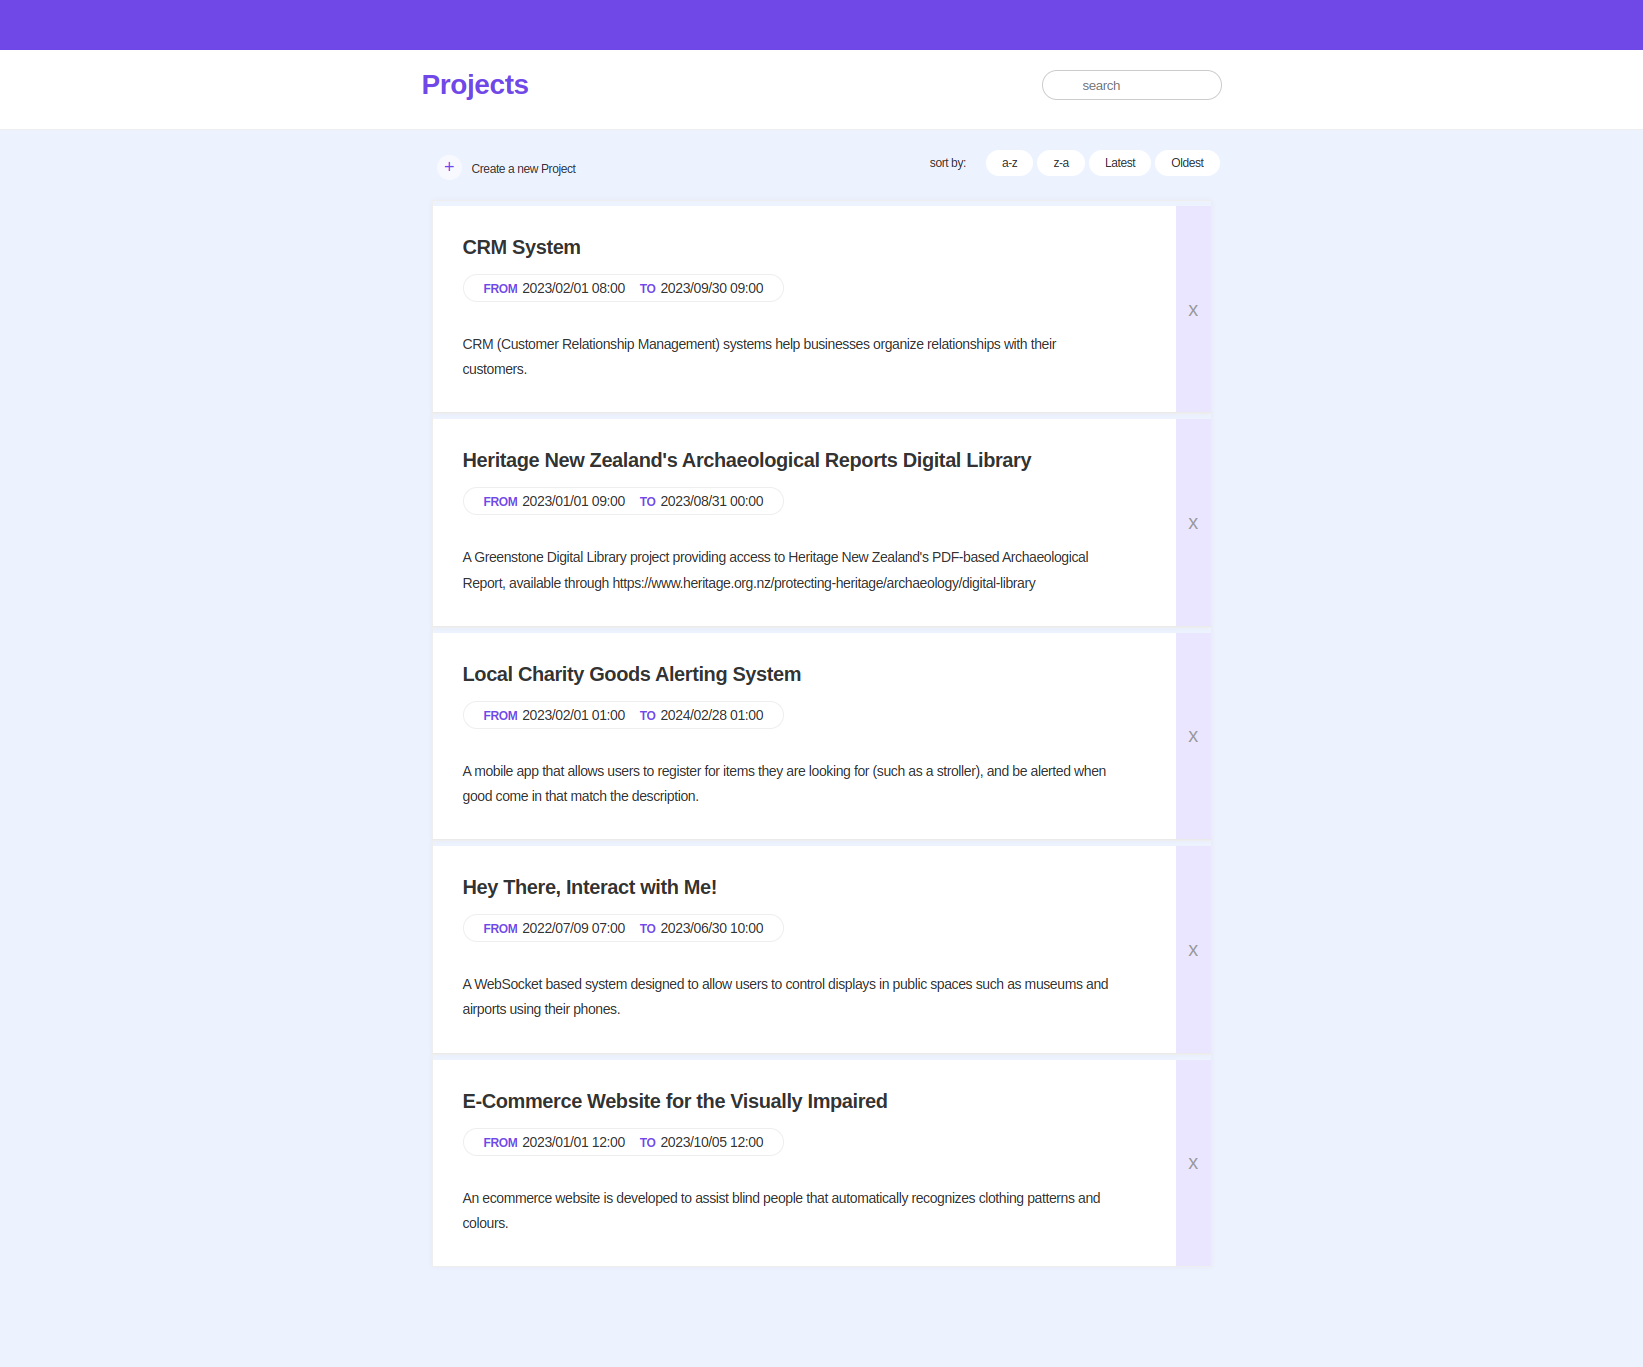 Projects
search
+ Create a new Project
sort by: a-z z-a Latest Oldest
CRM System
FROM 2023/02/01 08:00 TO 2023/09/30 09:00
X
CRM (Customer Relationship Management) systems help businesses organize relationships with their
customers.
Heritage New Zealand's Archaeological Reports Digital Library
FROM 2023/01/01 09:00 TO 2023/08/31 00:00
X
A Greenstone Digital Library project providing access to Heritage New Zealand's PDF-based Archaeological
Report, available through https://www.heritage.org.nz/protecting-heritage/archaeology/digital-library
Local Charity Goods Alerting System
FROM 2023/02/01 01:00 TO 2024/02/28 01:00
X
A mobile app that allows users to register for items they are looking for (such as a stroller), and be alerted when
good come in that match the description.
Hey There, Interact with Me!
FROM 2022/07/09 07:00 TO 2023/06/30 10:00
X
A WebSocket based system designed to allow users to control displays in public spaces such as museums and
airports using their phones.
E-Commerce Website for the Visually Impaired
FROM 2023/01/01 12:00 TO 2023/10/05 12:00
X
An ecommerce website is developed to assist blind people that automatically recognizes clothing patterns and
colours.